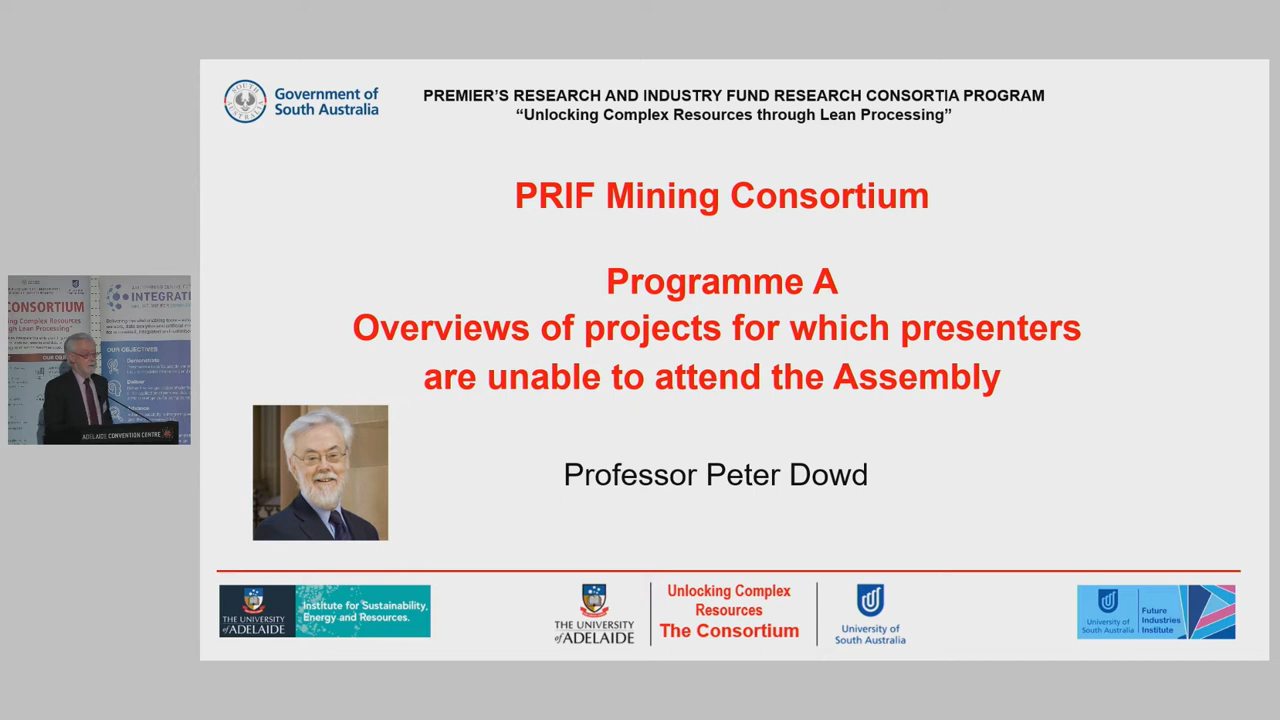 Government of
South Australia
PREMIER'S RESEARCH AND INDUSTRY FUND RESEARCH CONSORTIA PROGRAM
"Unlocking Complex Resources through Lean Processing"
PRIF Mining Consortium
Programme A
Overviews of projects for which presenters
are unable to attend the Assembly
Professor Peter Dowd
CONSORTIUM
INTEGRAT
OUR OBJECTIVES
ADELAIDE CONVENTION CENTRE
THE UNIVERSITY
of ADELAIDE
Institute for Sustainability,
Energy and Resources.
THE UNIVERSITY
of ADELAIDE
Unlocking Complex
Resources
The Consortium
University of
South Australia
University of
South Australia
Future
Industries
Institute